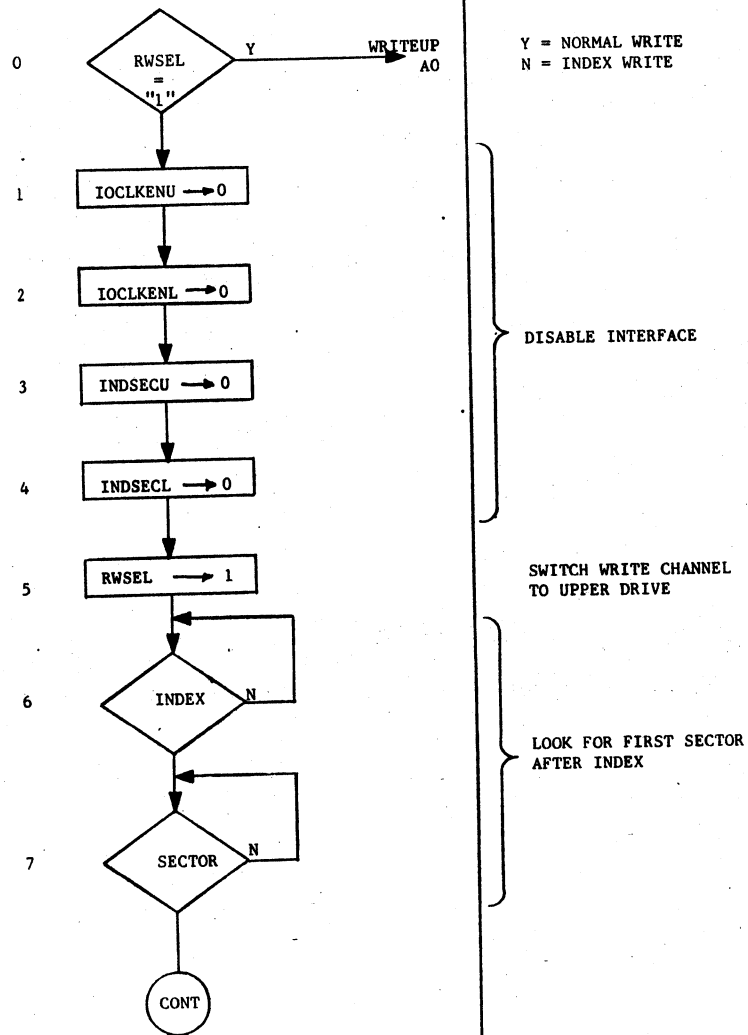 0
RWSEL
=
"1"
Y
WRITEUP
A0
Y = NORMAL WRITE
N = INDEX WRITE
1
IOCLKENU → 0
2
IOCLKENL → 0
3
INDSECU → 0
4
INDSECL → 0
DISABLE INTERFACE
5
RWSEL → 1
SWITCH WRITE CHANNEL
TO UPPER DRIVE
6
INDEX
N
LOOK FOR FIRST SECTOR
AFTER INDEX
7
SECTOR
N
CONT